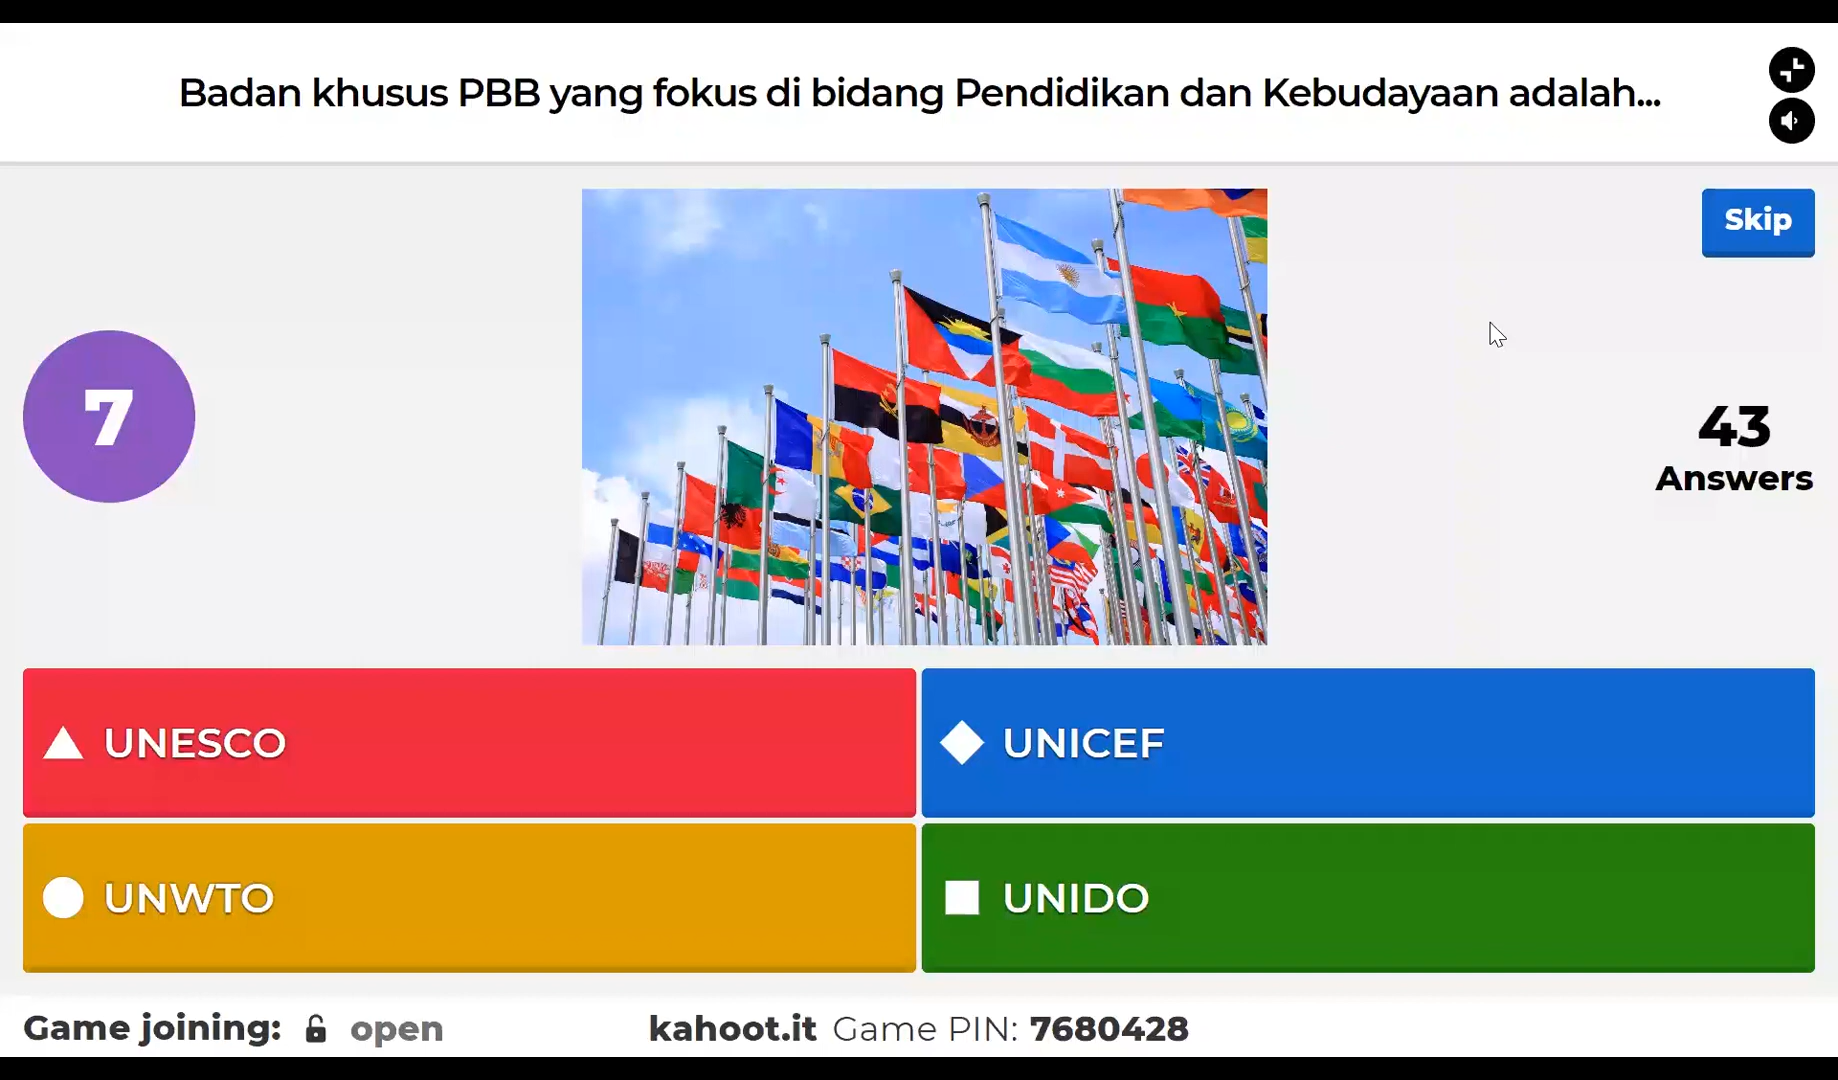 Badan khusus PBB yang fokus di bidang Pendidikan dan Kebudayaan adalah...
Skip
7
43
Answers
UNESCO
UNICEF
UNWTO
UNIDO
Game joining: open
kahoot.it Game PIN: 7680428